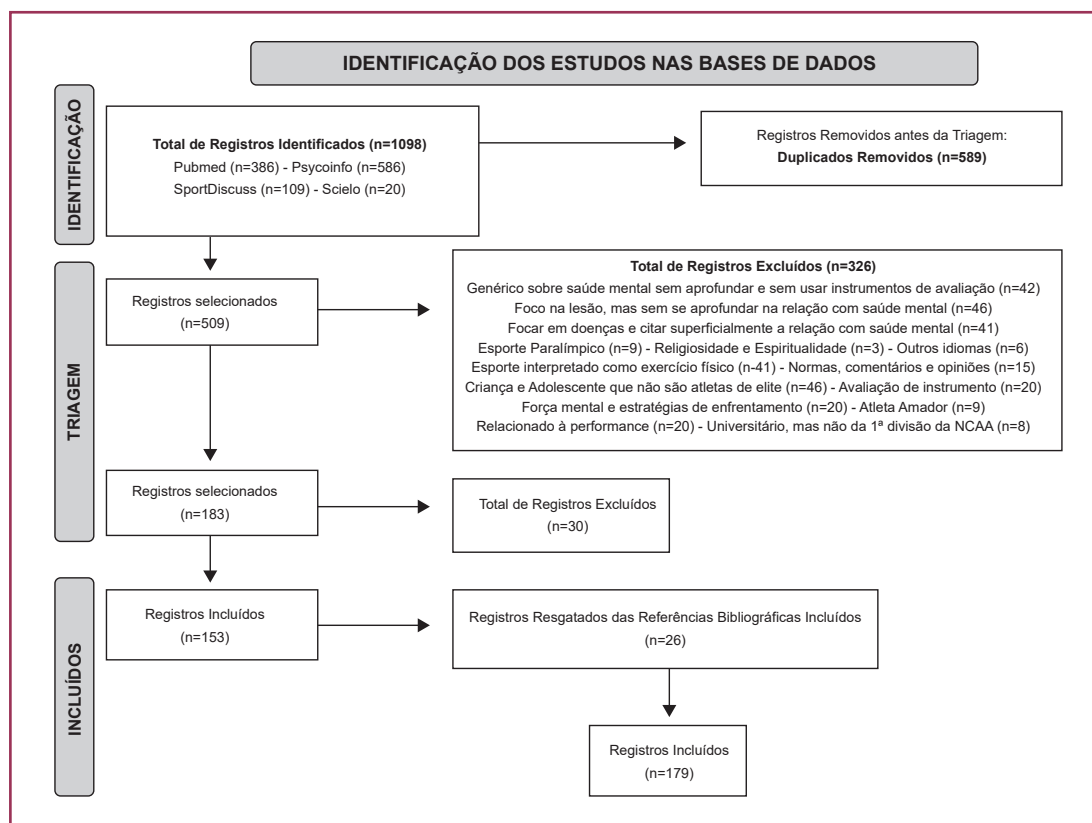 IDENTIFICAÇÃO DOS ESTUDOS NAS BASES DE DADOS
IDENTIFICAÇÃO
Total de Registros Identificados (n=1098)
Pubmed (n=386) - Psycoinfo (n=586)
SportDiscuss (n=109) - Scielo (n=20)
Registros Removidos antes da Triagem:
Duplicados Removidos (n=589)
TRIAGEM
Registros selecionados
(n=509)
Total de Registros Excluídos (n=326)
Genérico sobre saúde mental sem aprofundar e sem usar instrumentos de avaliação (n=42)
Foco na lesão, mas sem se aprofundar na relação com saúde mental (n=46)
Focar em doenças e citar superficialmente a relação com saúde mental (n=41)
Esporte Paralímpico (n=9) - Religiosidade e Espiritualidade (n=3) - Outros idiomas (n=6)
Esporte interpretado como exercício físico (n-41) - Normas, comentários e opiniões (n=15)
Criança e Adolescente que não são atletas de elite (n=46) - Avaliação de instrumento (n=20)
Força mental e estratégias de enfrentamento (n=20) - Atleta Amador (n=9)
Relacionado à performance (n=20) - Universitário, mas não da 1ª divisão da NCAA (n=8)
Registros selecionados
(n=183)
Total de Registros Excluídos
(n=30)
INCLUÍDOS
Registros Incluídos
(n=153)
Registros Resgatados das Referências Bibliográficas Incluídos
(n=26)
Registros Incluídos
(n=179)